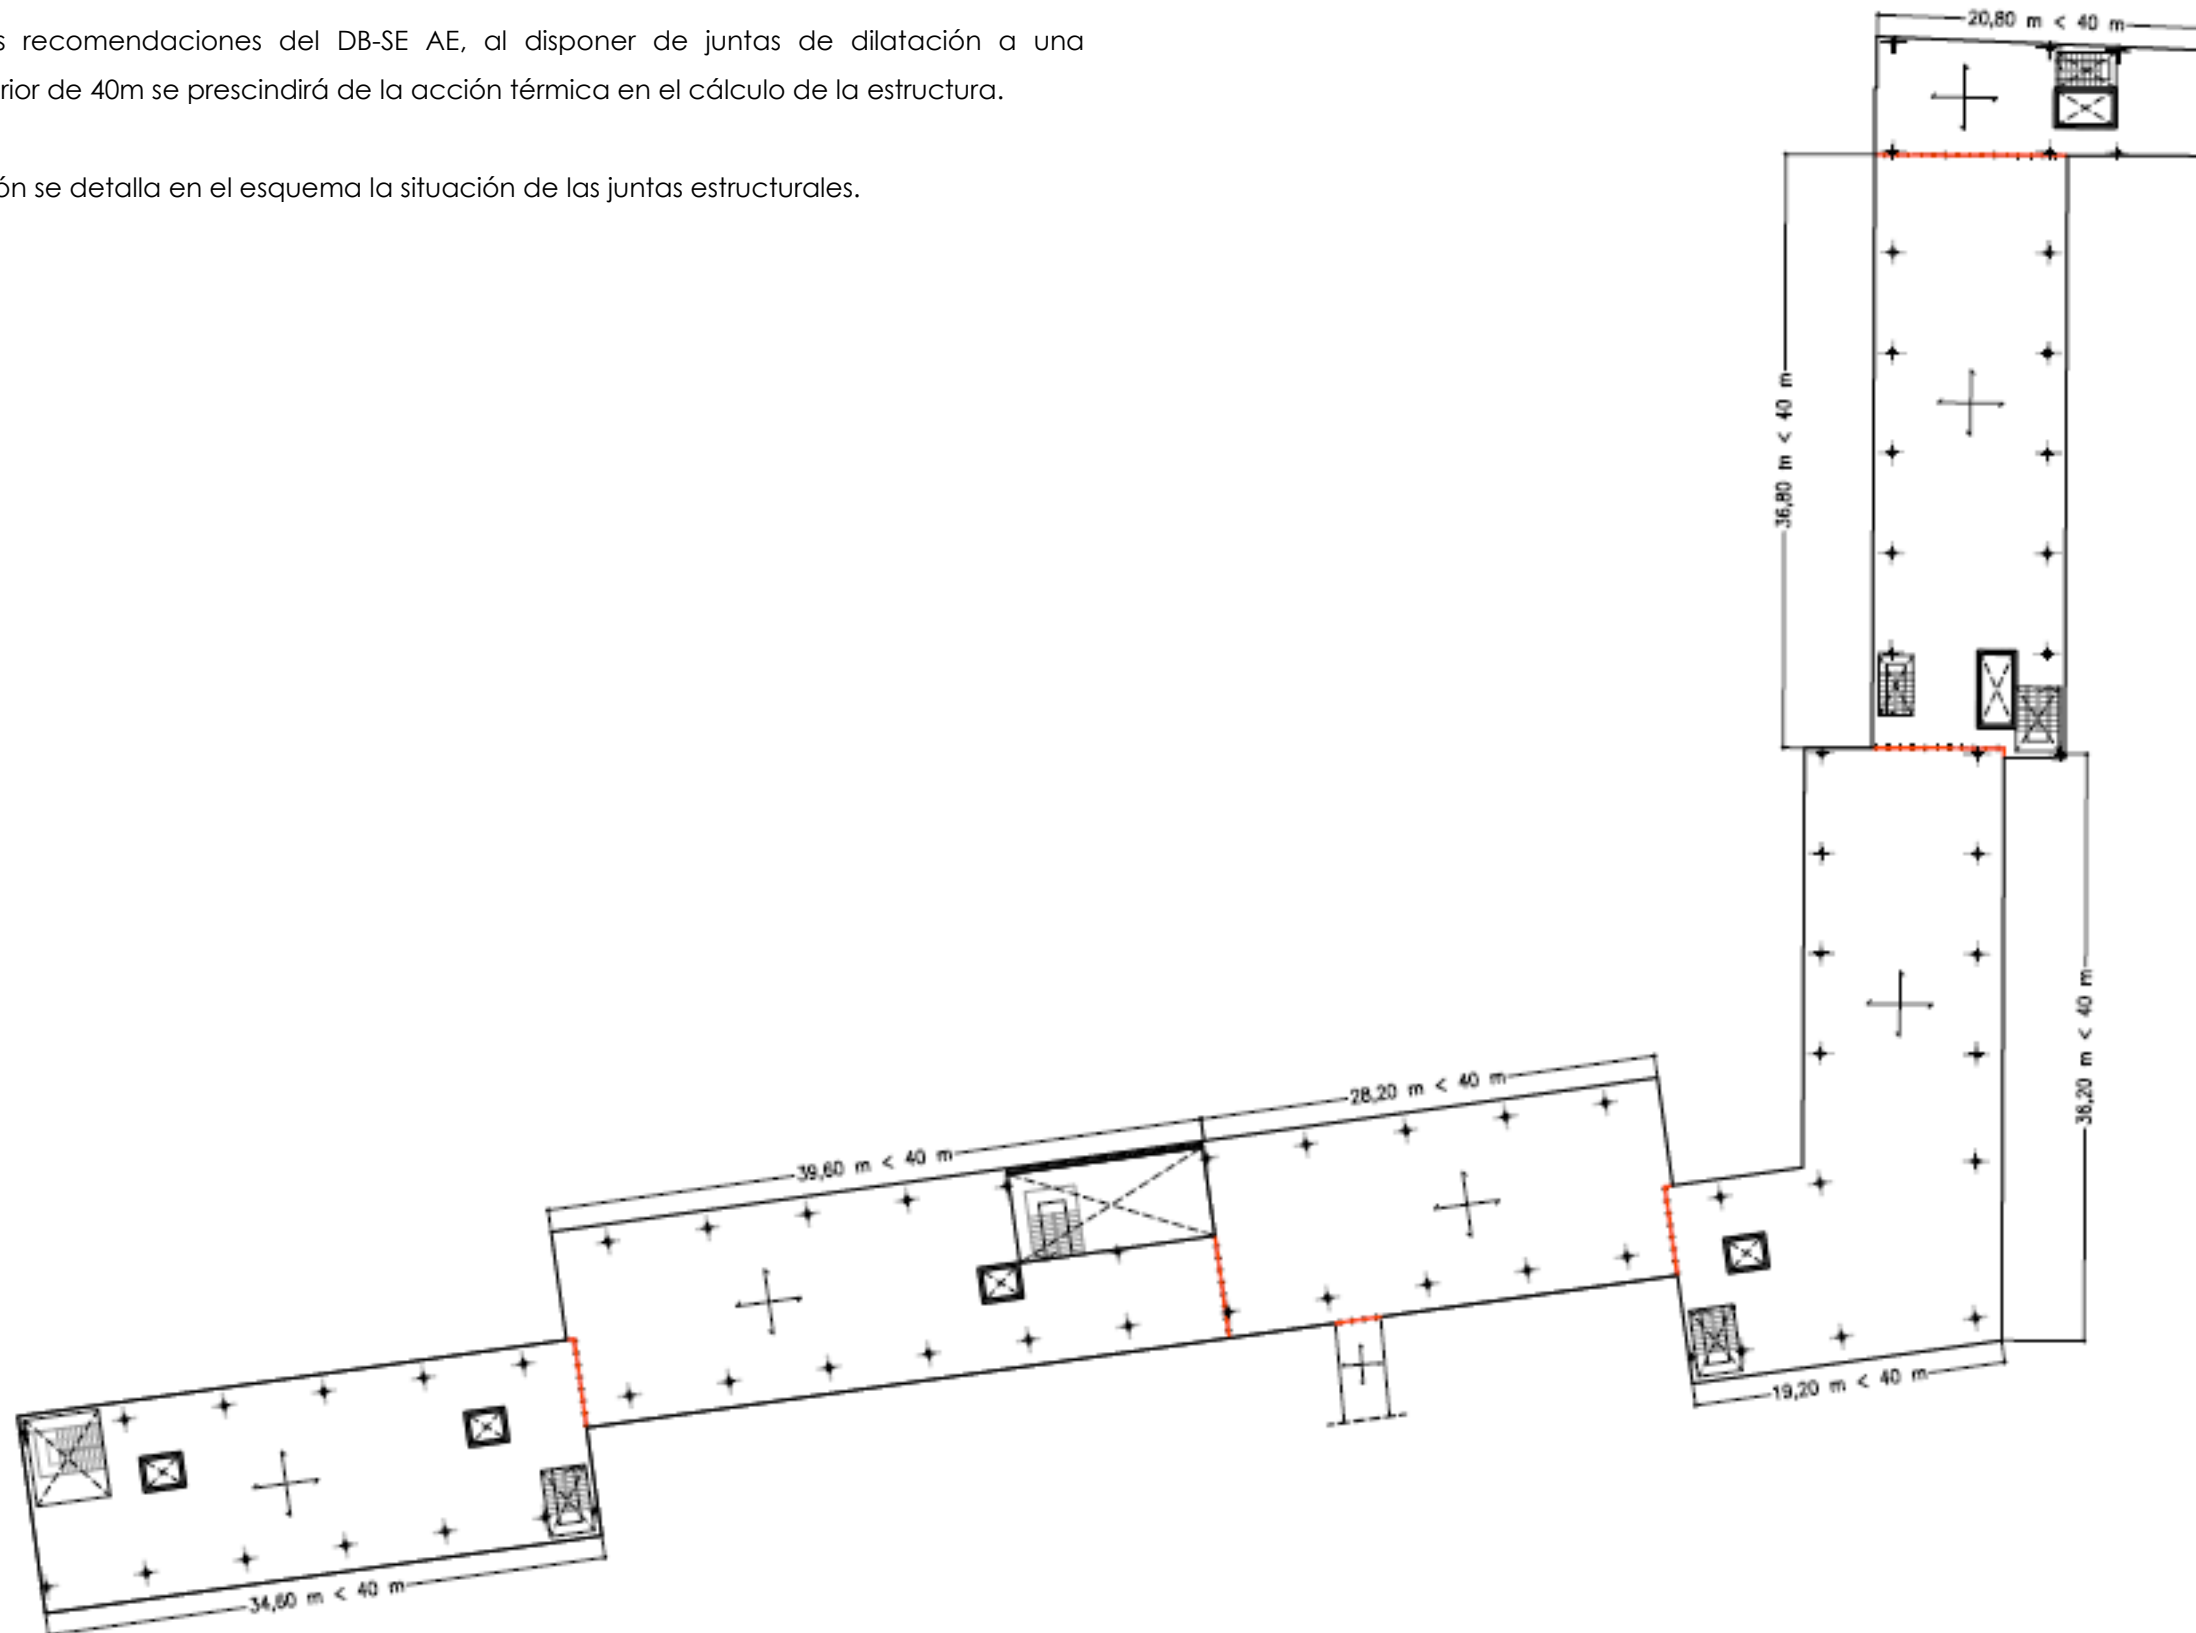 s recomendaciones del DB-SE AE, al disponer de juntas de dilatación a una
rior de 40m se prescindirá de la acción térmica en el cálculo de la estructura.
ón se detalla en el esquema la situación de las juntas estructurales.
20,80 m < 40 m
36,80 m < 40 m
36,20 m < 40 m
28,20 m < 40 m
39,60 m < 40 m
19,20 m < 40 m
34,60 m < 40 m